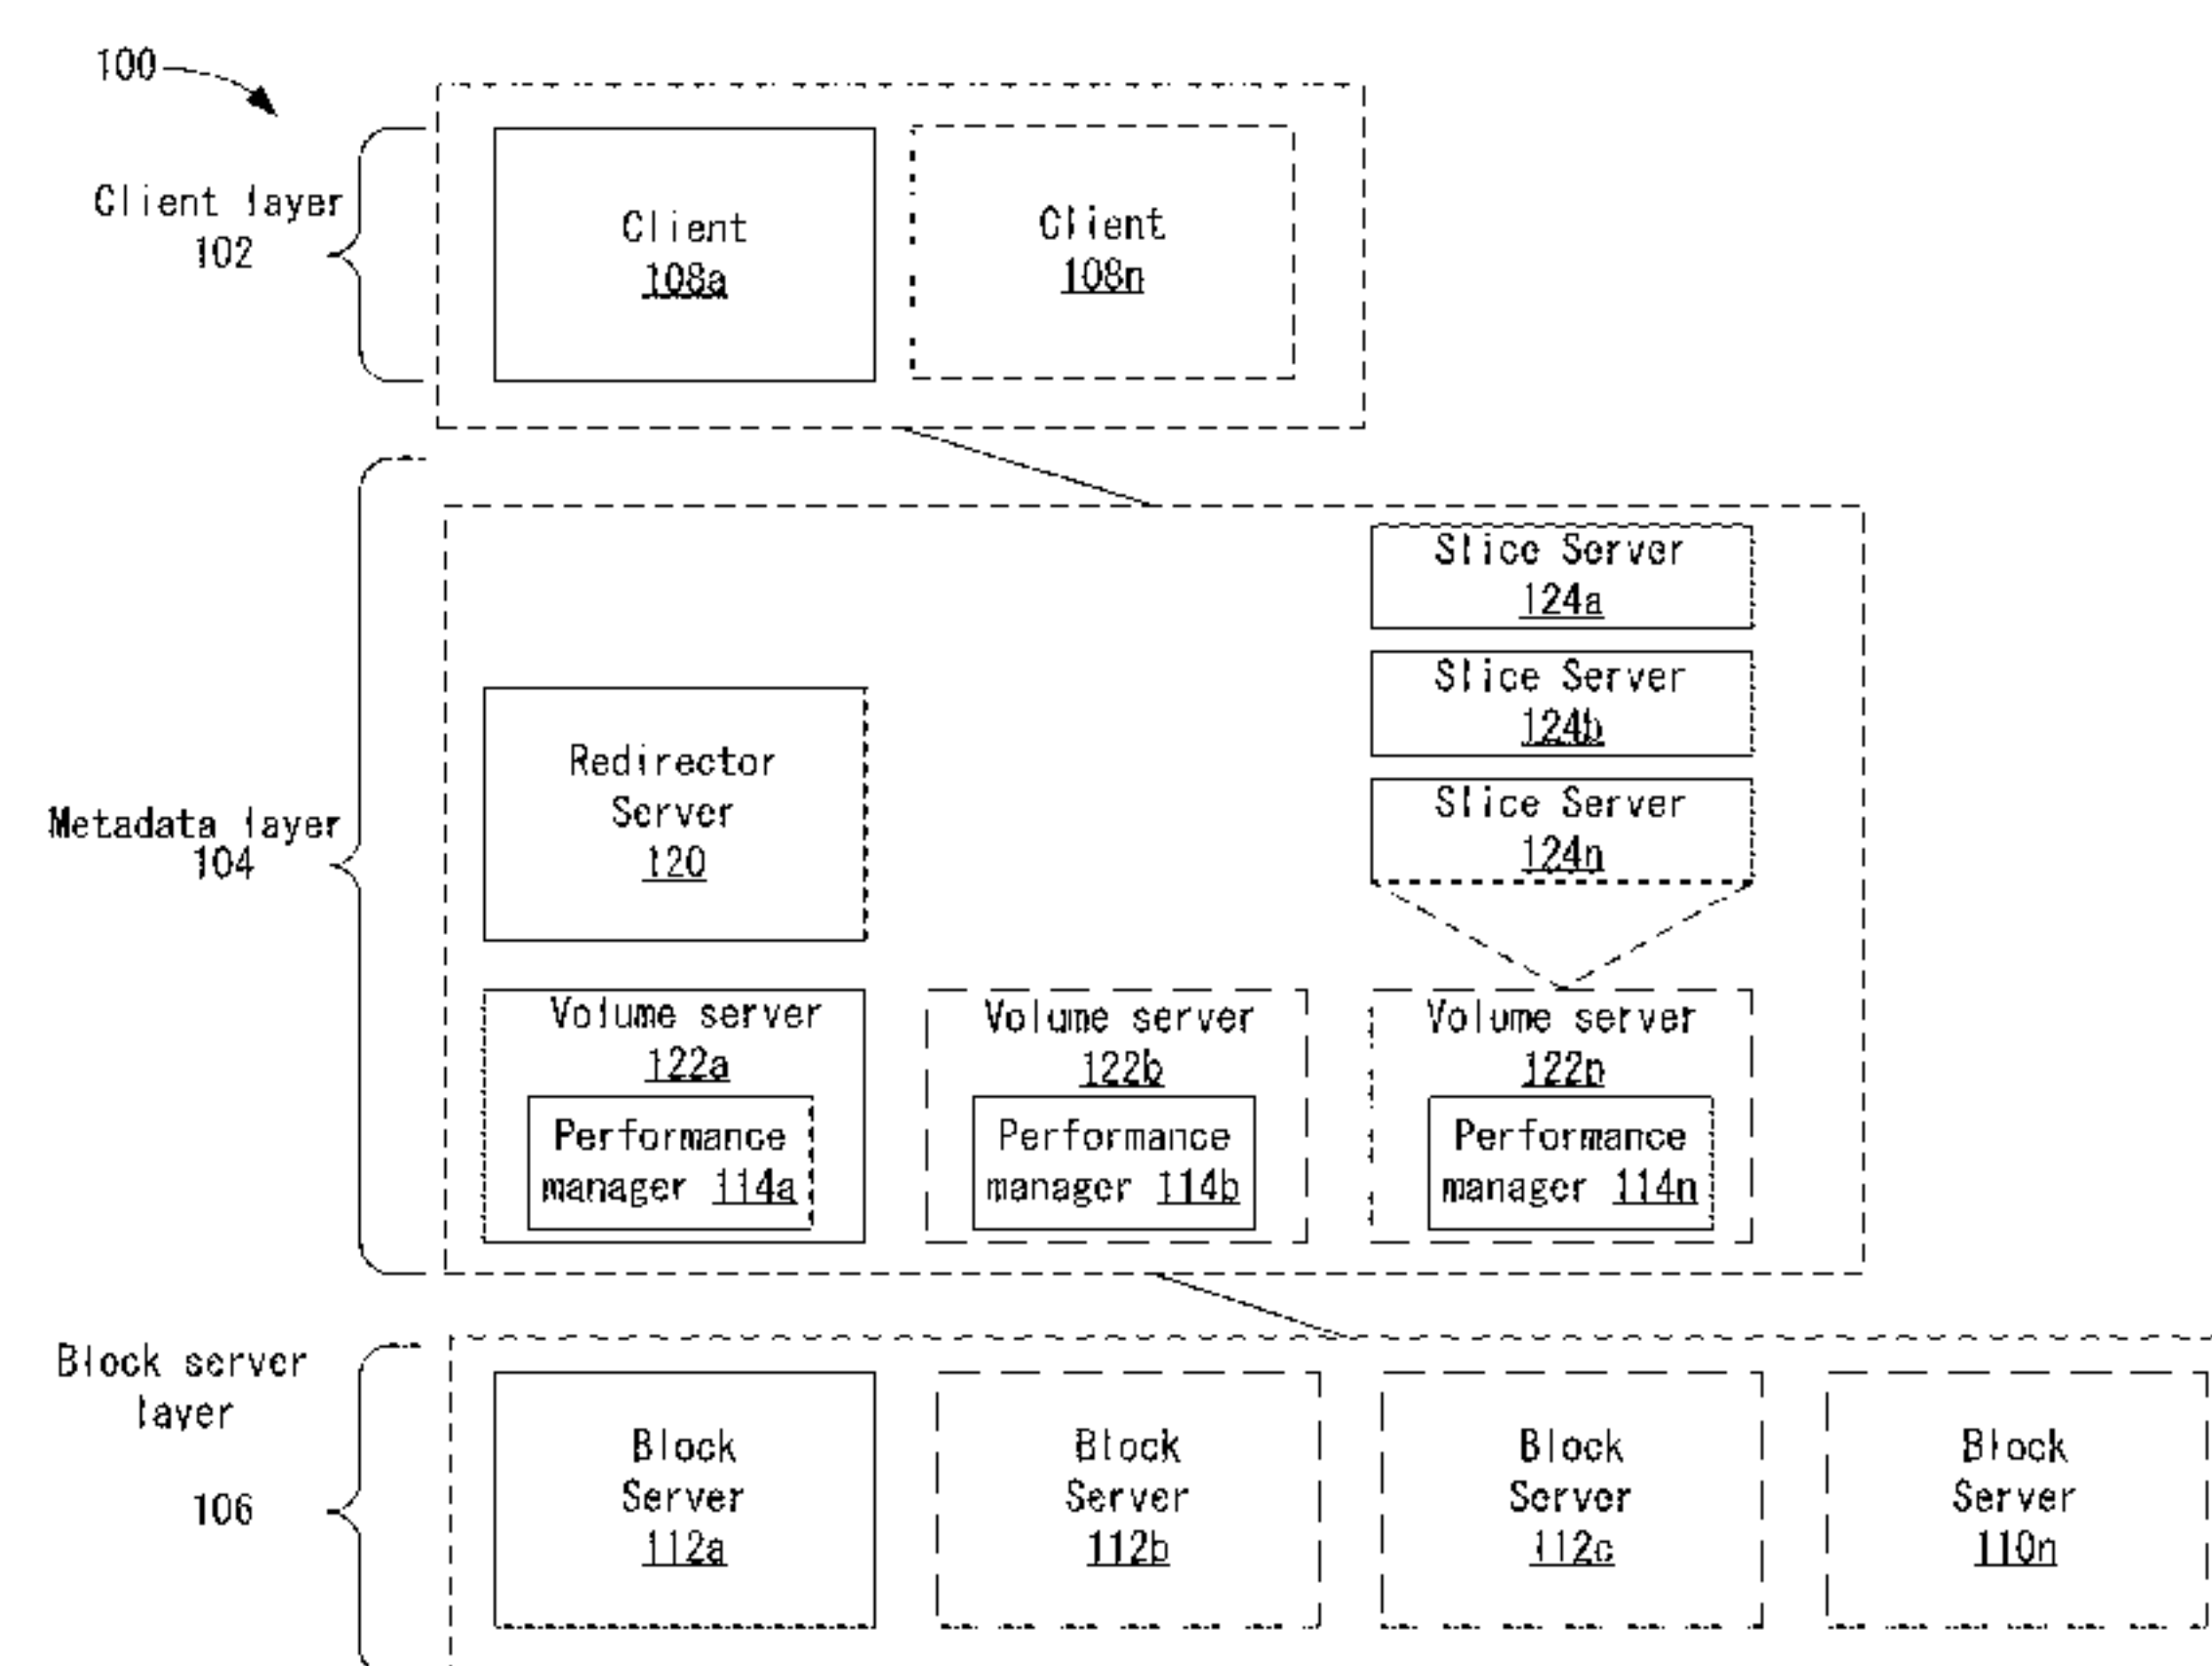 100
Client layer
102
Client
108a
Client
108n
Metadata layer
104
Slice Server
124a
Slice Server
124b
Slice Server
124n
Redirector
Server
120
Volume server
122a
Performance
manager 114a
Volume server
122b
Performance
manager 114b
Volume server
122n
Performance
manager 114n
Block server
layer
106
Block
Server
112a
Block
Server
112b
Block
Server
112c
Block
Server
110n